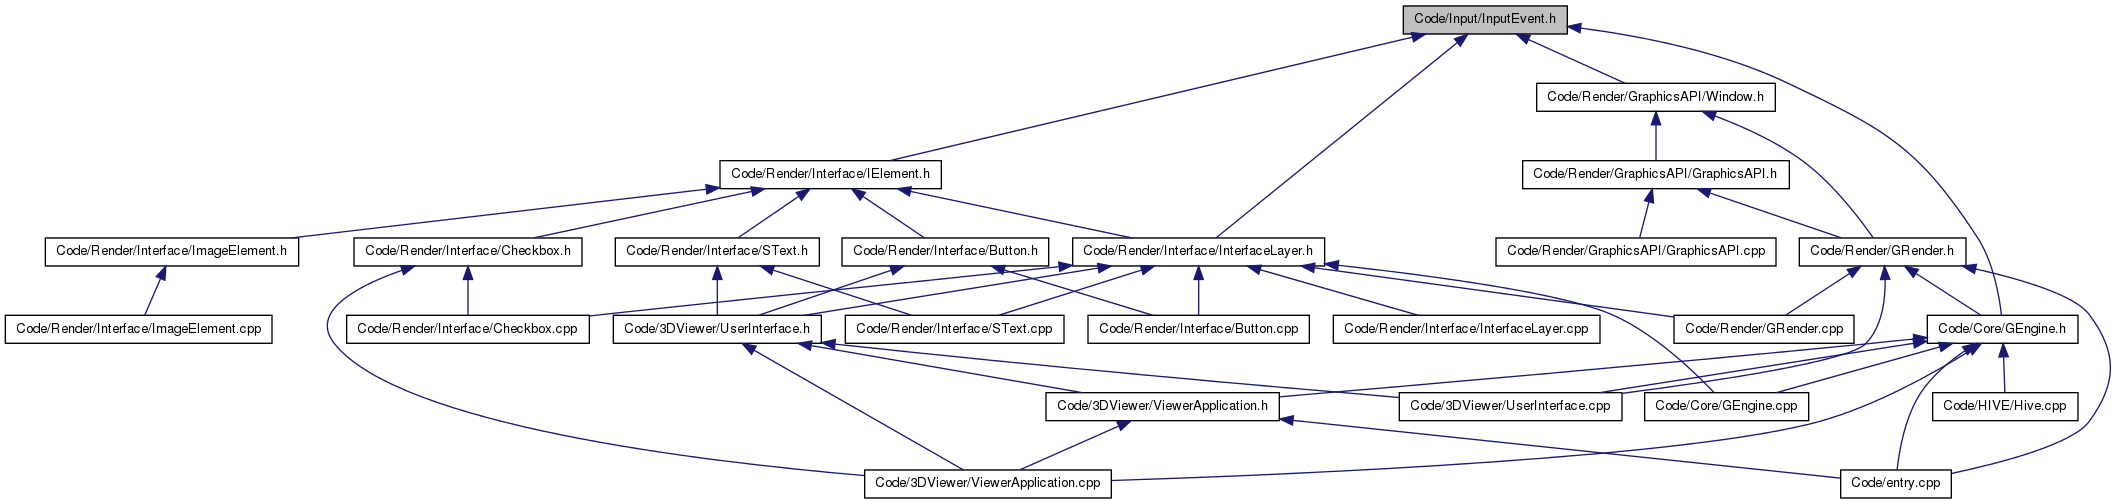 Code/Input/InputEvent.h
Code/Render/GraphicsAPI/Window.h
Code/Render/Interface/IElement.h
Code/Render/GraphicsAPI/GraphicsAPI.h
Code/Render/Interface/ImageElement.h
Code/Render/Interface/Checkbox.h
Code/Render/Interface/SText.h
Code/Render/Interface/Button.h
Code/Render/Interface/InterfaceLayer.h
Code/Render/GraphicsAPI/GraphicsAPI.cpp
Code/Render/GRender.h
Code/Render/Interface/ImageElement.cpp
Code/Render/Interface/Checkbox.cpp
Code/3DViewer/UserInterface.h
Code/Render/Interface/SText.cpp
Code/Render/Interface/Button.cpp
Code/Render/Interface/InterfaceLayer.cpp
Code/Render/GRender.cpp
Code/Core/GEngine.h
Code/3DViewer/ViewerApplication.h
Code/3DViewer/UserInterface.cpp
Code/Core/GEngine.cpp
Code/HIVE/Hive.cpp
Code/3DViewer/ViewerApplication.cpp
Code/entry.cpp